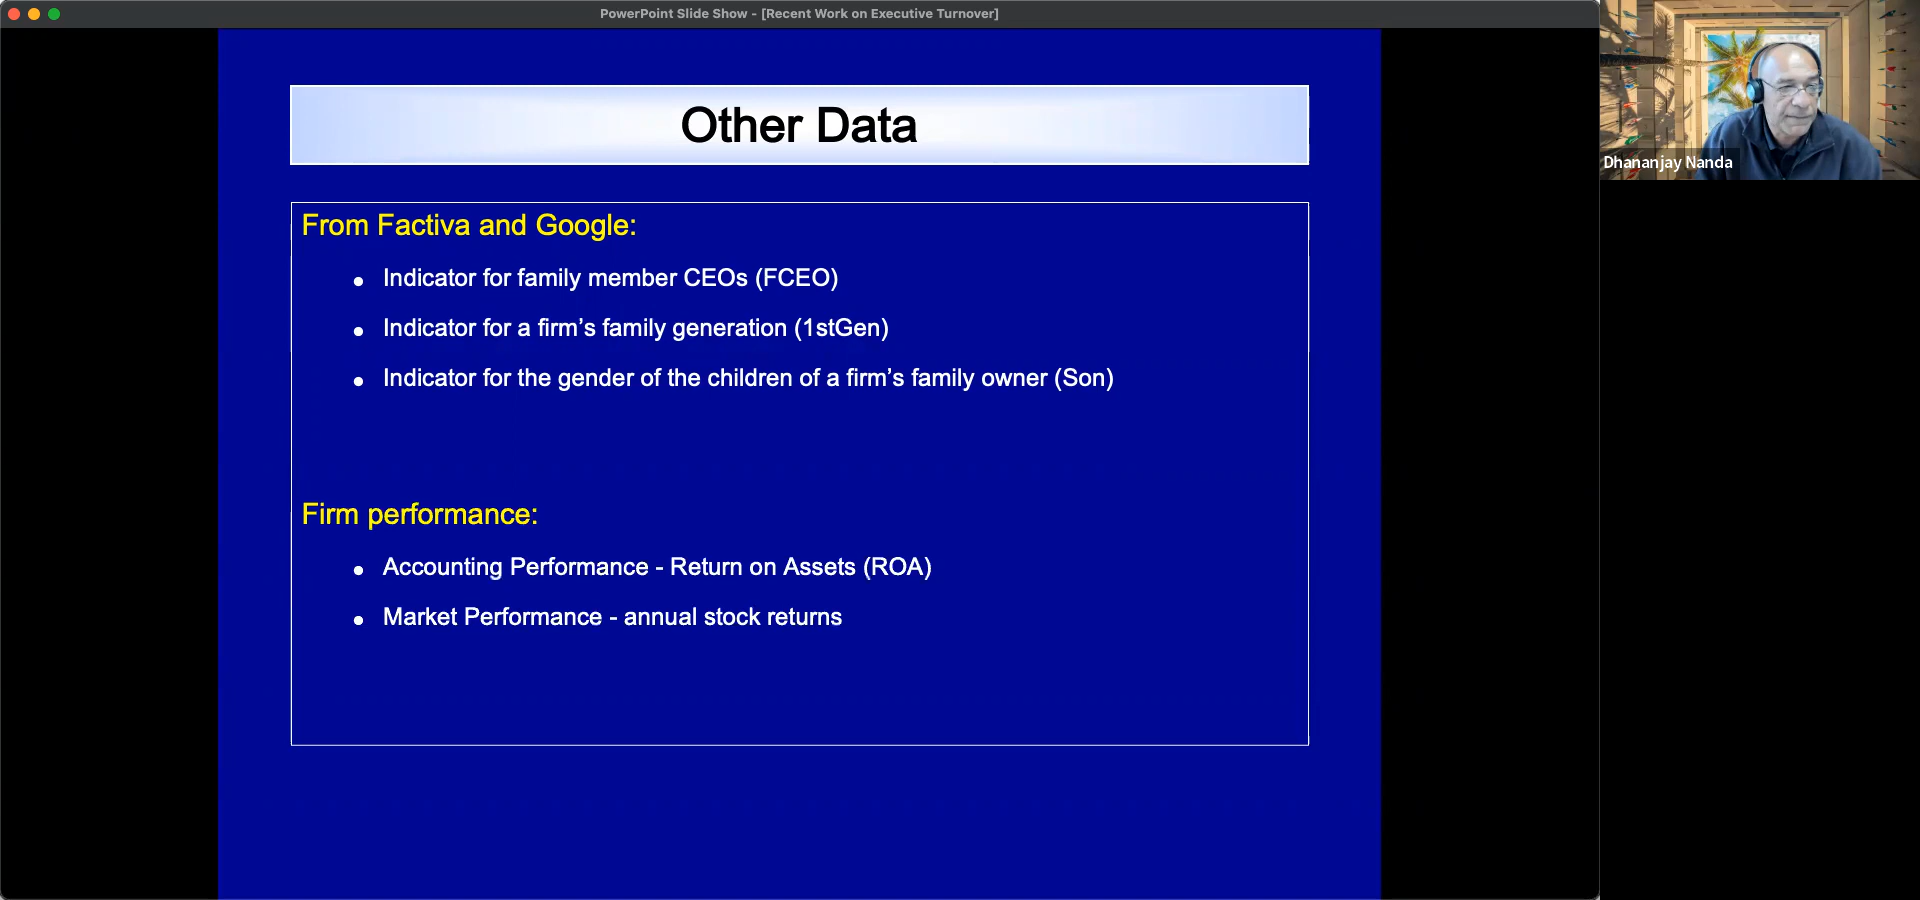 PowerPoint Slide Show - [Recent Work on Executive Turnover]
Other Data
From Factiva and Google:
● Indicator for family member CEOs (FCEO)
● Indicator for a firm’s family generation (1stGen)
● Indicator for the gender of the children of a firm’s family owner (Son)
Firm performance:
● Accounting Performance - Return on Assets (ROA)
● Market Performance - annual stock returns
Dhananjay Nanda